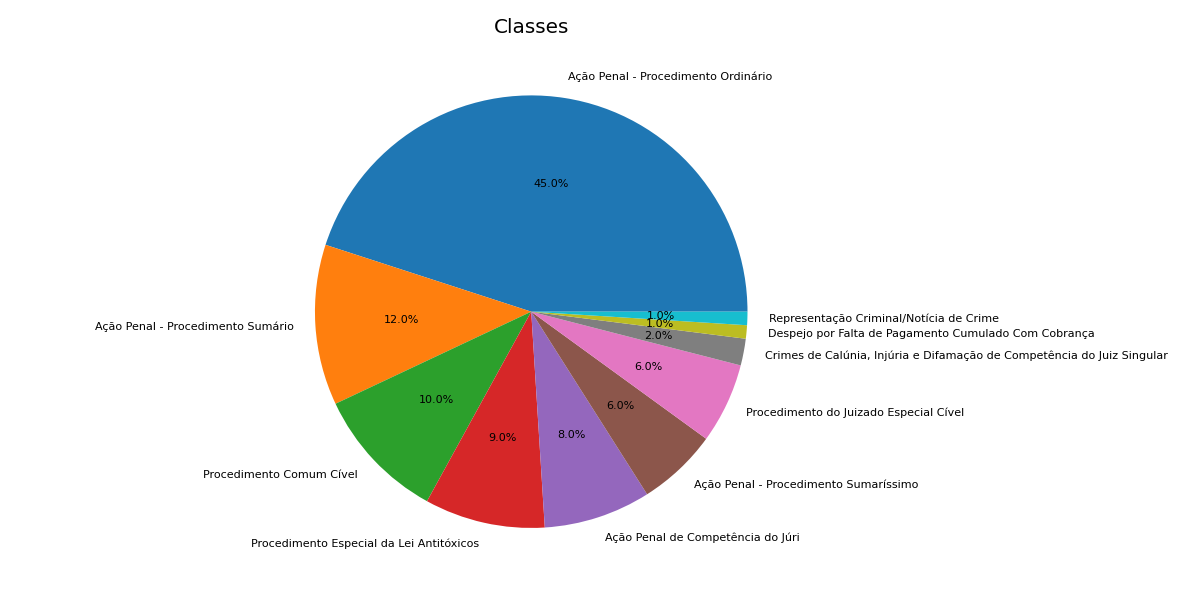 Classes
Ação Penal - Procedimento Ordinário
45.0%
Ação Penal - Procedimento Sumário
12.0%
Procedimento Comum Cível
10.0%
Procedimento Especial da Lei Antitóxicos
9.0%
Ação Penal de Competência do Júri
8.0%
Ação Penal - Procedimento Sumaríssimo
6.0%
Procedimento do Juizado Especial Cível
6.0%
Crimes de Calúnia, Injúria e Difamação de Competência do Juiz Singular
2.0%
Despejo por Falta de Pagamento Cumulado Com Cobrança
1.0%
Representação Criminal/Notícia de Crime
1.0%